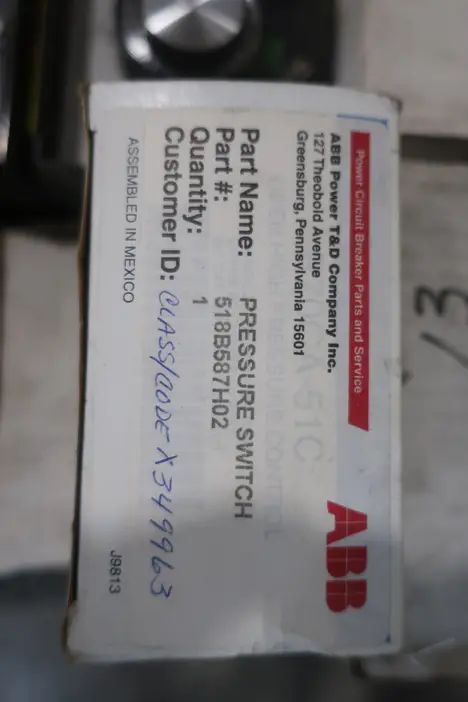 Power Circuit Breaker Parts and Service
ABB
ABB Power T&D Company Inc.
127 Theobold Avenue
Greensburg, Pennsylvania 15601
Part Name: PRESSURE SWITCH
Part #: 518B587H02
Quantity: 1
Customer ID: CLASS/CODE X349963
ASSEMBLED IN MEXICO
J9813